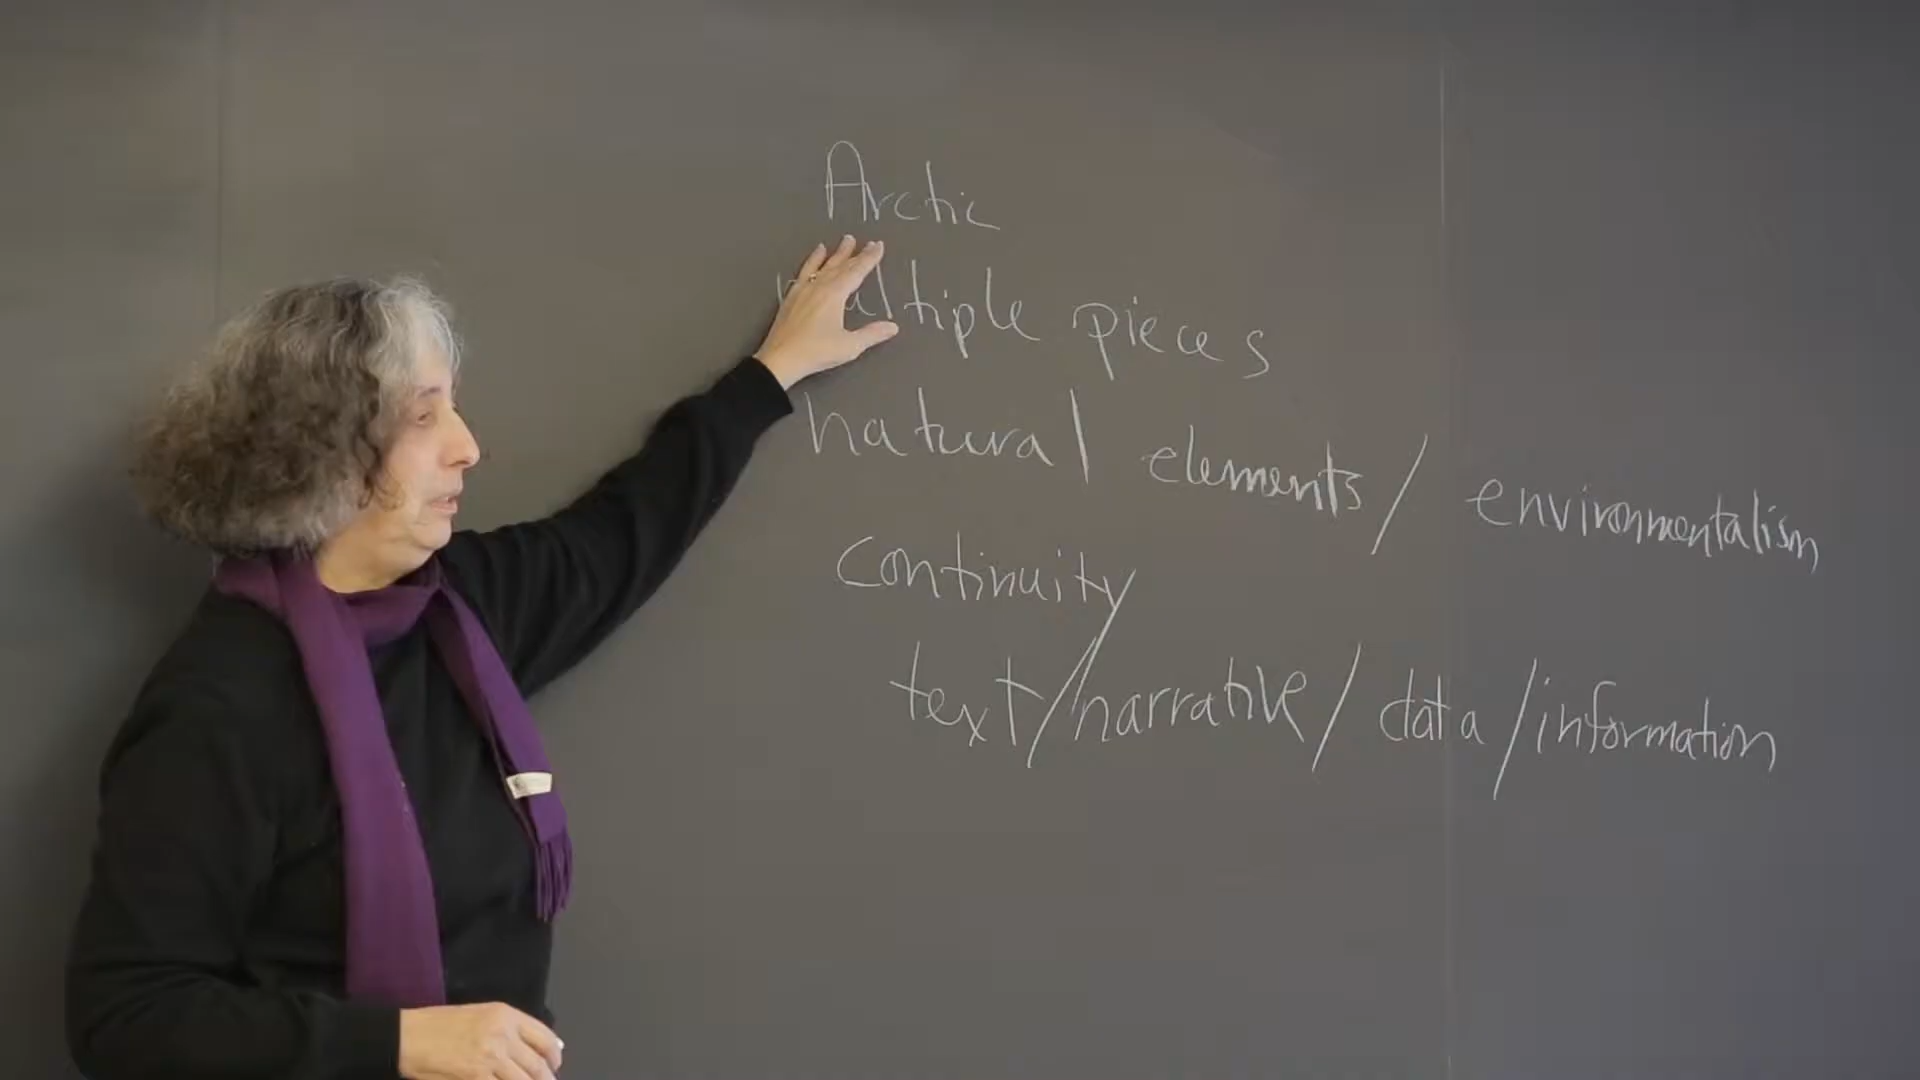 Arctic
multiple pieces
natural elements / environmentalism
continuity
text / narrative / data / information